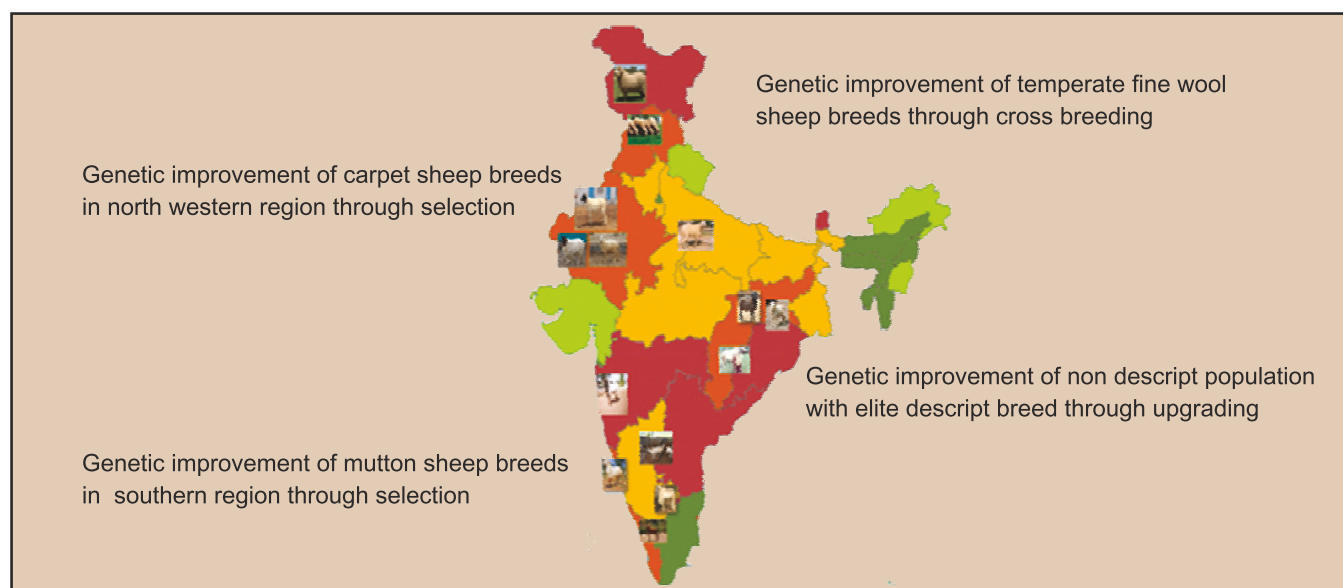 Genetic improvement of temperate fine wool
sheep breeds through cross breeding
Genetic improvement of carpet sheep breeds
in north western region through selection
Genetic improvement of non descript population
with elite descript breed through upgrading
Genetic improvement of mutton sheep breeds
in  southern region through selection